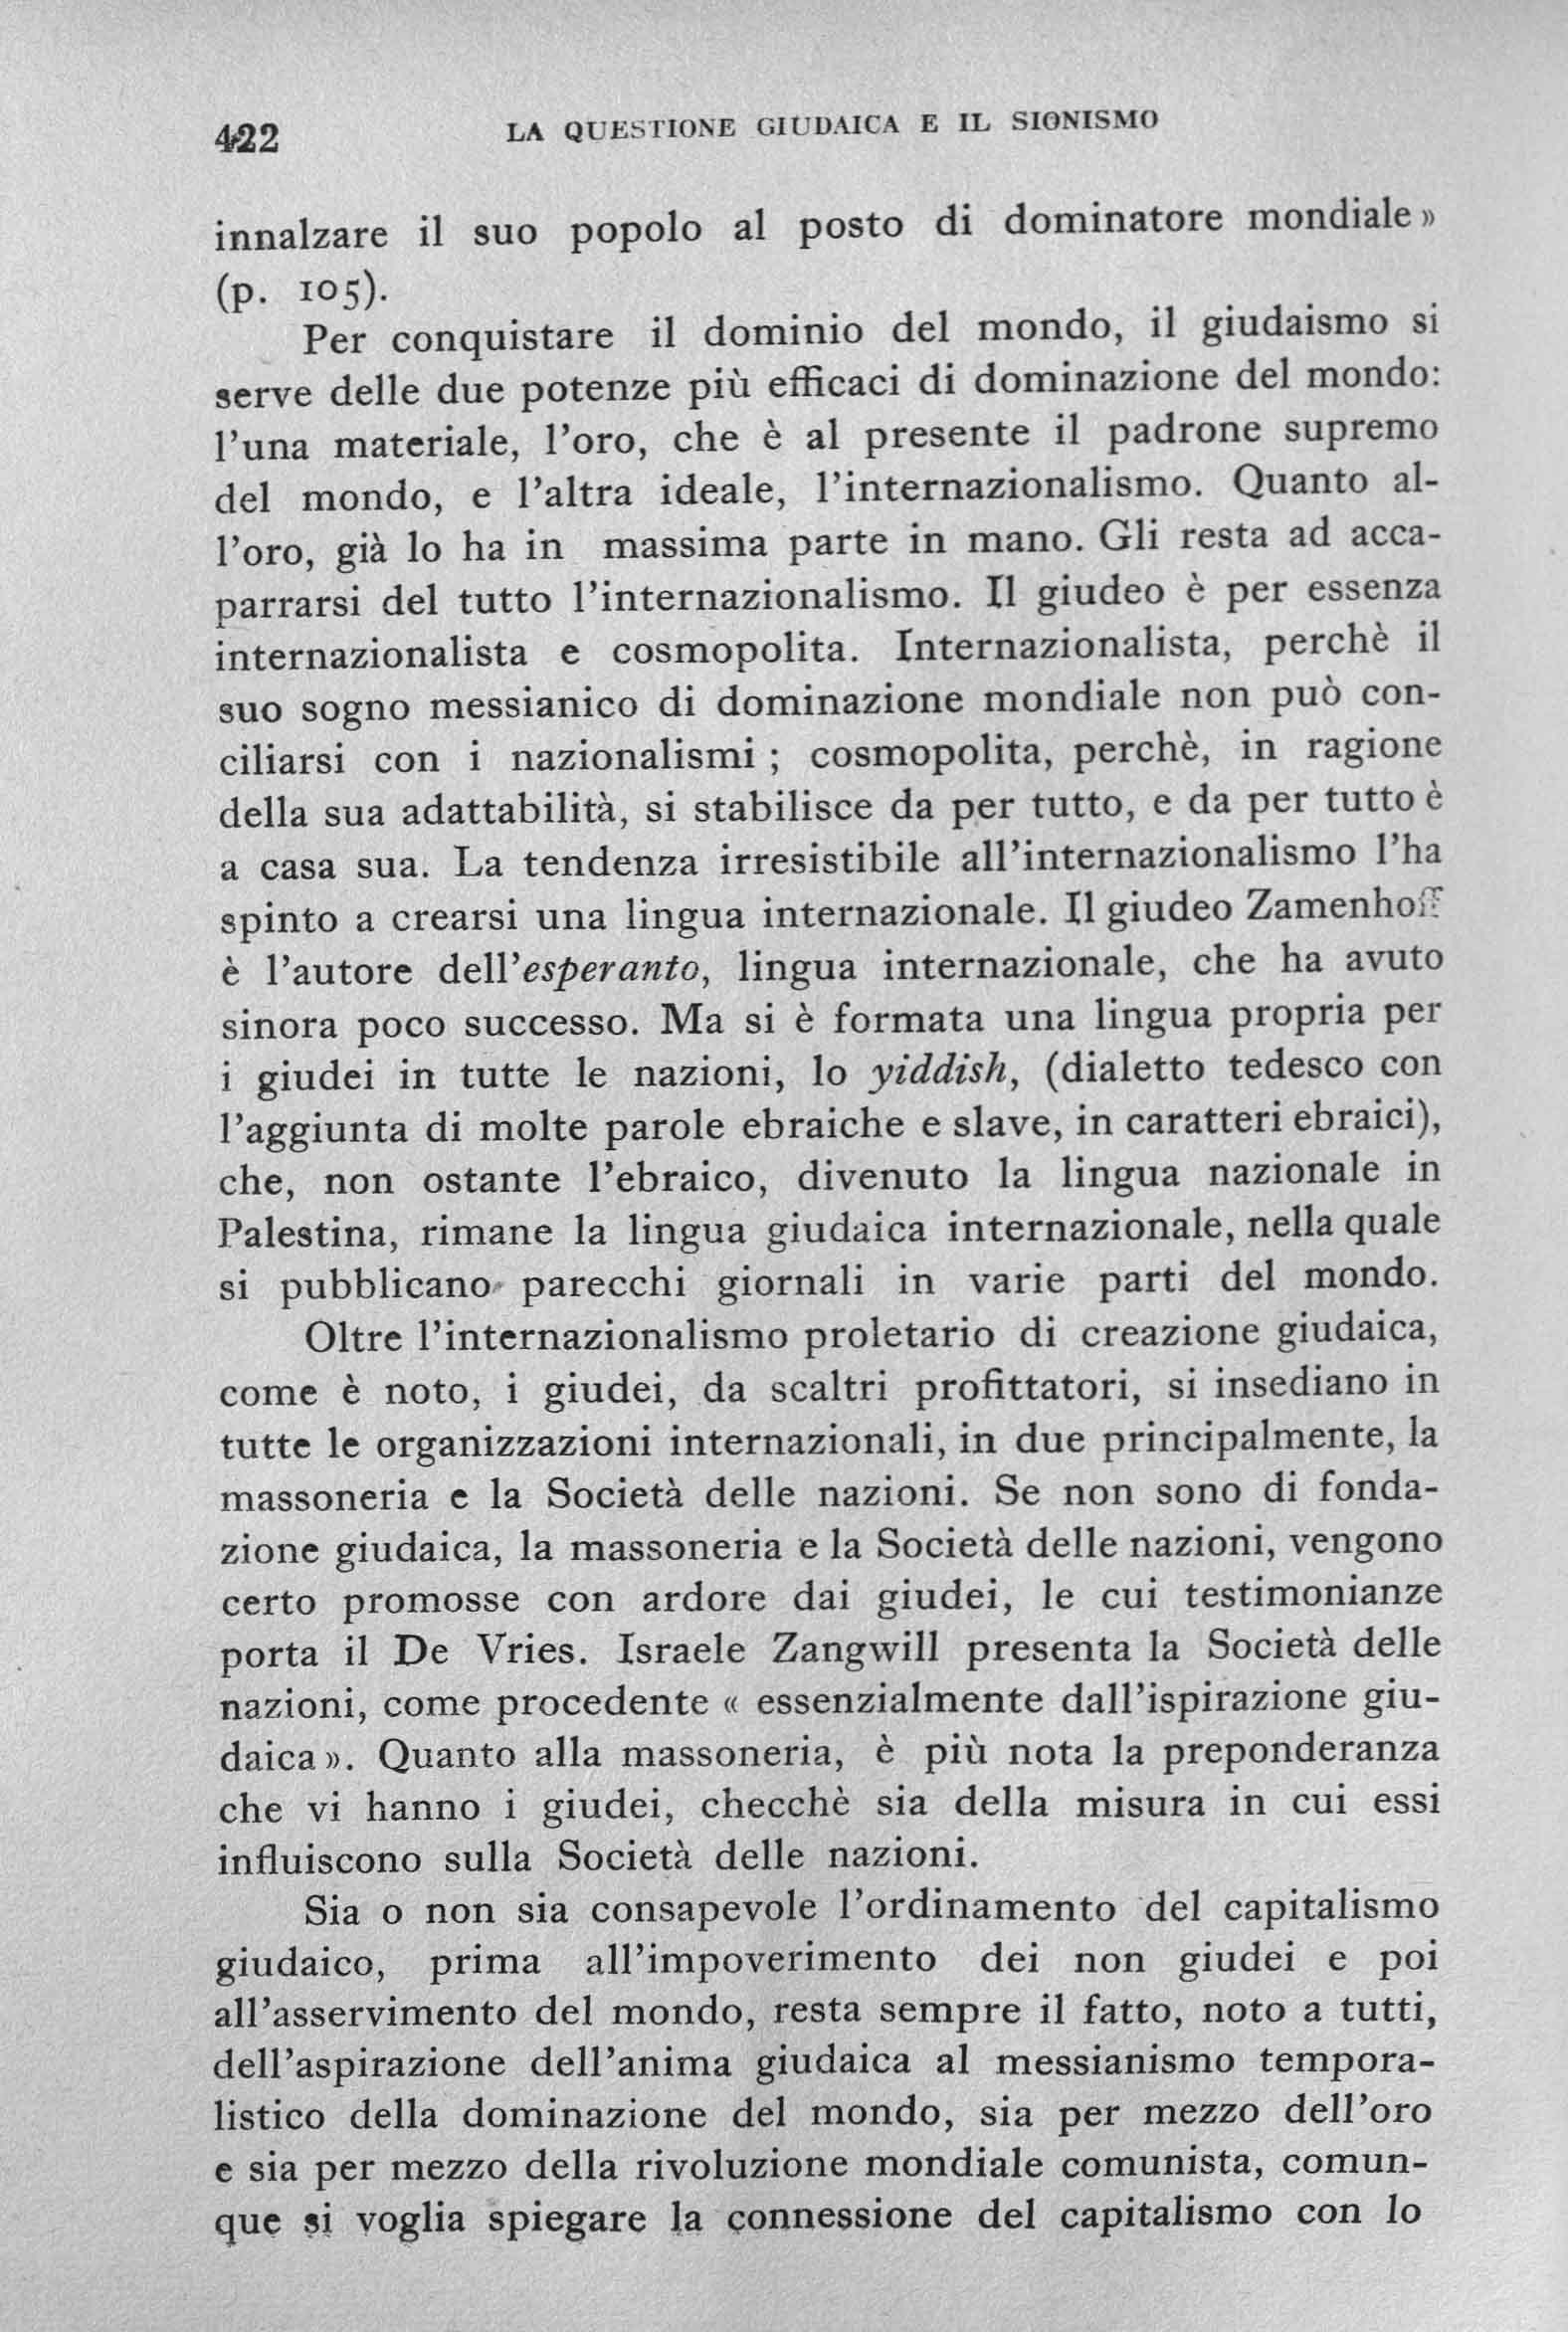 422
LA QUESTIONE GIUDAICA E IL SIONISMO
innalzare il suo popolo al posto di dominatore mondiale »
(p. 105).
Per conquistare il dominio del mondo, il giudaismo si
serve delle due potenze più efficaci di dominazione del mondo:
l'una materiale, l'oro, che è al presente il padrone supremo
del mondo, e l'altra ideale, l'internazionalismo. Quanto al-
l'oro, già lo ha in massima parte in mano. Gli resta ad acca-
parrarsi del tutto l'internazionalismo. Il giudeo è per essenza
internazionalista e cosmopolita. Internazionalista, perchè il
suo sogno messianico di dominazione mondiale non può con-
ciliarsi con i nazionalismi ; cosmopolita, perchè, in ragione
della sua adattabilità, si stabilisce da per tutto, e da per tutto è
a casa sua. La tendenza irresistibile all'internazionalismo l'ha
spinto a crearsi una lingua internazionale. Il giudeo Zamenhoff
è l'autore dell'esperanto, lingua internazionale, che ha avuto
sinora poco successo. Ma si è formata una lingua propria per
i giudei in tutte le nazioni, lo yiddish, (dialetto tedesco con
l'aggiunta di molte parole ebraiche e slave, in caratteri ebraici),
che, non ostante l'ebraico, divenuto la lingua nazionale in
Palestina, rimane la lingua giudaica internazionale, nella quale
si pubblicano parecchi giornali in varie parti del mondo.
Oltre l'internazionalismo proletario di creazione giudaica,
come è noto, i giudei, da scaltri profittatori, si insediano in
tutte le organizzazioni internazionali, in due principalmente, la
massoneria e la Società delle nazioni. Se non sono di fonda-
zione giudaica, la massoneria e la Società delle nazioni, vengono
certo promosse con ardore dai giudei, le cui testimonianze
porta il De Vries. Israele Zangwill presenta la Società delle
nazioni, come procedente « essenzialmente dall'ispirazione giu-
daica ». Quanto alla massoneria, è più nota la preponderanza
che vi hanno i giudei, checchè sia della misura in cui essi
influiscono sulla Società delle nazioni.
Sia o non sia consapevole l'ordinamento del capitalismo
giudaico, prima all'impoverimento dei non giudei e poi
all'asservimento del mondo, resta sempre il fatto, noto a tutti,
dell'aspirazione dell'anima giudaica al messianismo tempora-
listico della dominazione del mondo, sia per mezzo dell'oro
e sia per mezzo della rivoluzione mondiale comunista, comun-
que si voglia spiegare la connessione del capitalismo con lo